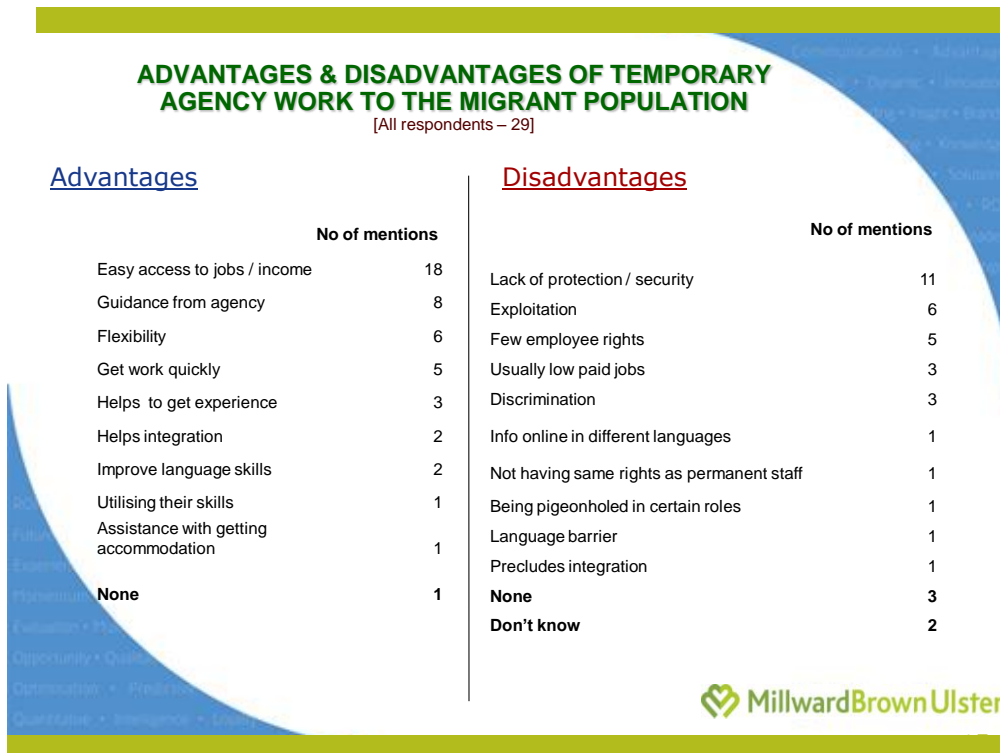 ADVANTAGES & DISADVANTAGES OF TEMPORARY
AGENCY WORK TO THE MIGRANT POPULATION
[All respondents – 29]
Advantages
No of mentions
Easy access to jobs / income 18
Guidance from agency 8
Flexibility 6
Get work quickly 5
Helps to get experience 3
Helps integration 2
Improve language skills 2
Utilising their skills 1
Assistance with getting
accommodation 1
None 1
Disadvantages
No of mentions
Lack of protection / security 11
Exploitation 6
Few employee rights 5
Usually low paid jobs 3
Discrimination 3
Info online in different languages 1
Not having same rights as permanent staff 1
Being pigeonholed in certain roles 1
Language barrier 1
Precludes integration 1
None 3
Don't know 2
MillwardBrown Ulster